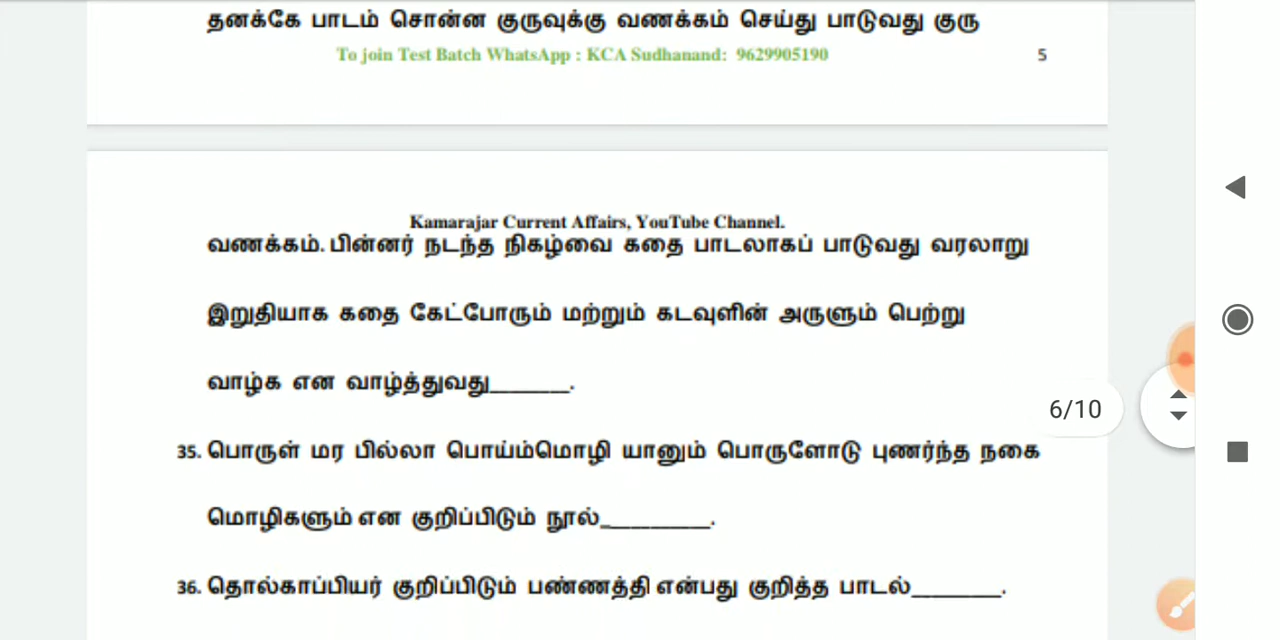 தனக்கே பாடம் சொன்ன குருவுக்கு வணக்கம் செய்து பாடுவது குரு
To join Test Batch WhatsApp : KCA Sudhanand: 9629905190
5
Kamarajar Current Affairs, YouTube Channel.
வணக்கம். பின்னர் நடந்த நிகழ்வை கதை பாடலாகப் பாடுவது வரலாறு
இறுதியாக கதை கேட்போரும் மற்றும் கடவுளின் அருளும் பெற்று
வாழ்க என வாழ்த்துவது_______.
6/10
35. பொருள் மர பில்லா பொய்ம்மொழி யானும் பொருளோடு புணர்ந்த நகை
மொழிகளும் என குறிப்பிடும் நூல்_________.
36. தொல்காப்பியர் குறிப்பிடும் பண்ணத்தி என்பது குறித்த பாடல்________.